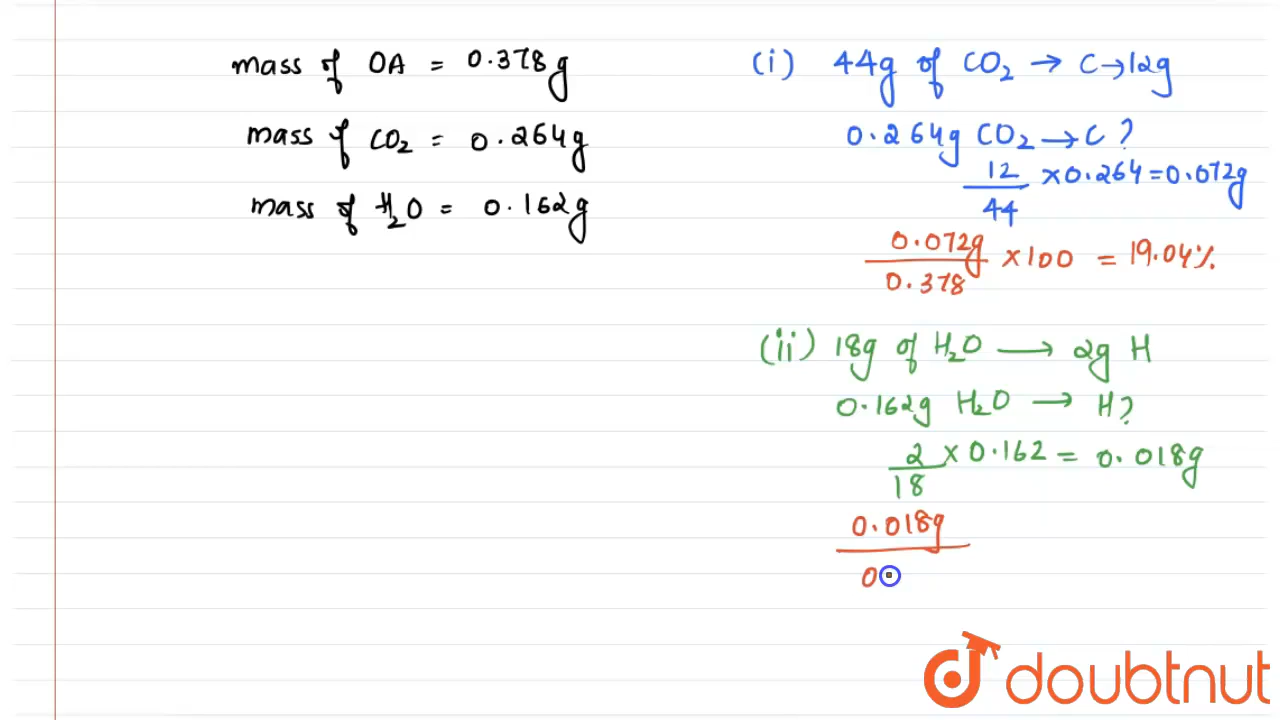 mass of OA = 0.378g
mass of CO₂ = 0.264g
mass of H₂O = 0.162g
(i) 44g of CO₂ → C→12g
0.264g CO₂ → C ?
12/44 × 0.264 = 0.072g
0.072g/0.378 × 100 = 19.04%
(ii) 18g of H₂O → 2g H
0.162g H₂O → H?
2/18 × 0.162 = 0.018g
0.018g
0
doubtnut